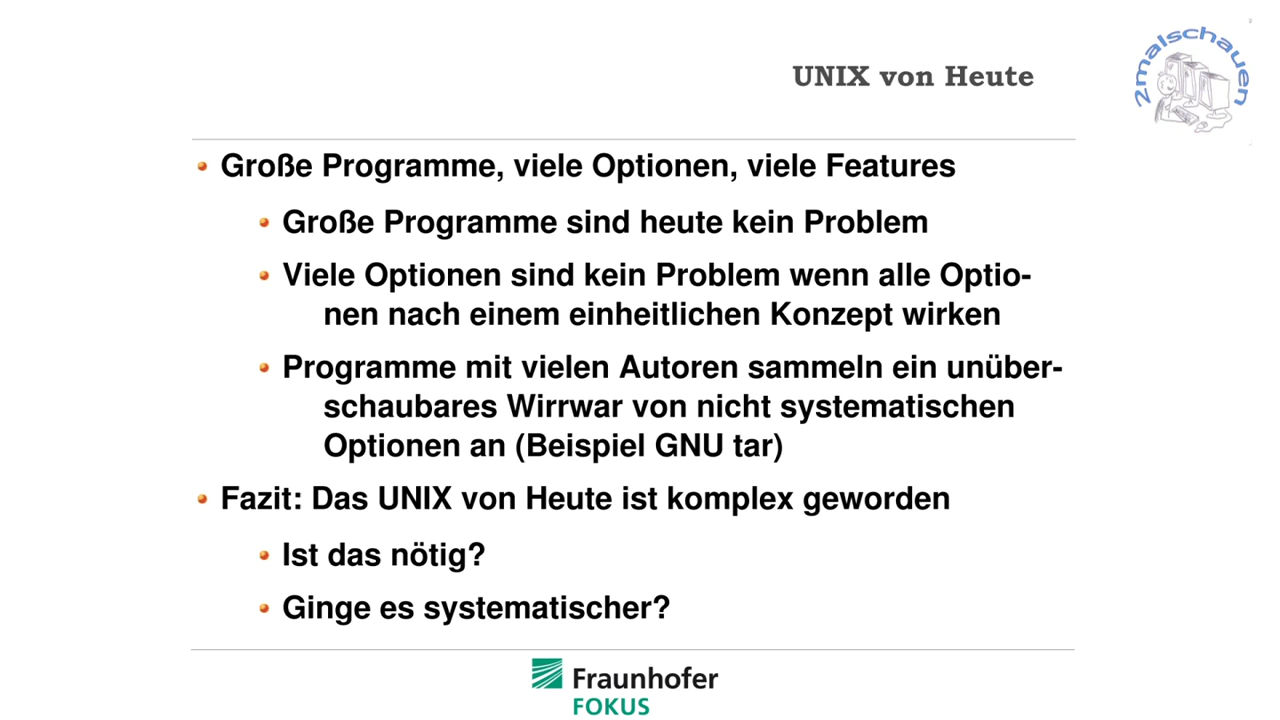 2malschauen
UNIX von Heute
Große Programme, viele Optionen, viele Features
Große Programme sind heute kein Problem
Viele Optionen sind kein Problem wenn alle Optio-
nen nach einem einheitlichen Konzept wirken
Programme mit vielen Autoren sammeln ein unüber-
schaubares Wirrwar von nicht systematischen
Optionen an (Beispiel GNU tar)
Fazit: Das UNIX von Heute ist komplex geworden
Ist das nötig?
Ginge es systematischer?
Fraunhofer
FOKUS